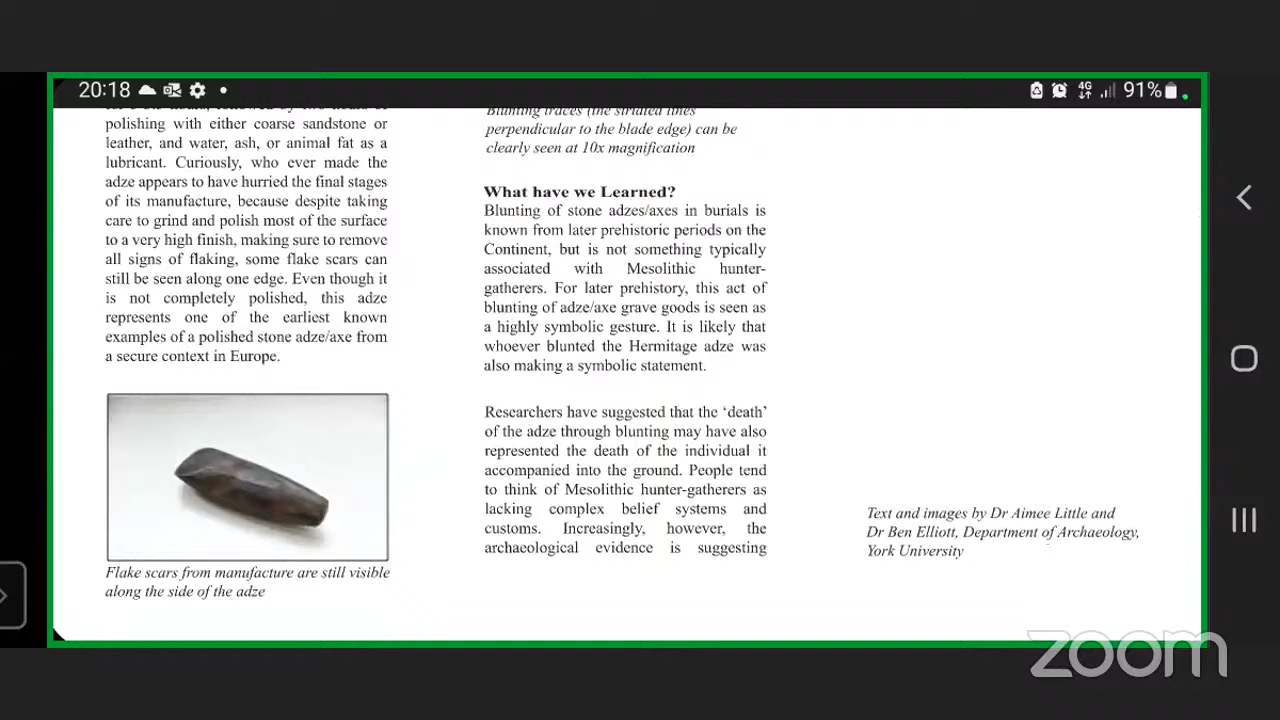 20:18
4G
91%
polishing with either coarse sandstone or
leather, and water, ash, or animal fat as a
lubricant. Curiously, who ever made the
adze appears to have hurried the final stages
of its manufacture, because despite taking
care to grind and polish most of the surface
to a very high finish, making sure to remove
all signs of flaking, some flake scars can
still be seen along one edge. Even though it
is not completely polished, this adze
represents one of the earliest known
examples of a polished stone adze/axe from
a secure context in Europe.
Flake scars from manufacture are still visible
along the side of the adze
Blunting traces (the striated lines
perpendicular to the blade edge) can be
clearly seen at 10x magnification
What have we Learned?
Blunting of stone adzes/axes in burials is
known from later prehistoric periods on the
Continent, but is not something typically
associated with Mesolithic hunter-
gatherers. For later prehistory, this act of
blunting of adze/axe grave goods is seen as
a highly symbolic gesture. It is likely that
whoever blunted the Hermitage adze was
also making a symbolic statement.
Researchers have suggested that the ‘death’
of the adze through blunting may have also
represented the death of the individual it
accompanied into the ground. People tend
to think of Mesolithic hunter-gatherers as
lacking complex belief systems and
customs. Increasingly, however, the
archaeological evidence is suggesting
Text and images by Dr Aimee Little and
Dr Ben Elliott, Department of Archaeology,
York University
zoom